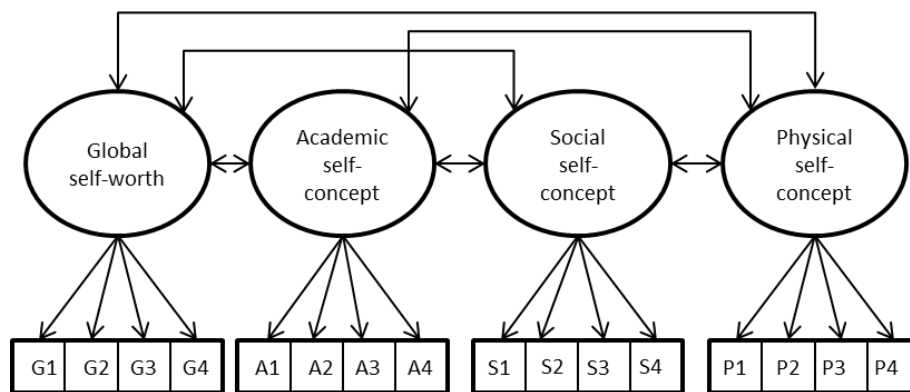 Global
self-worth
Academic
self-
concept
Social
self-
concept
Physical
self-
concept
G1 G2 G3 G4
A1 A2 A3 A4
S1 S2 S3 S4
P1 P2 P3 P4